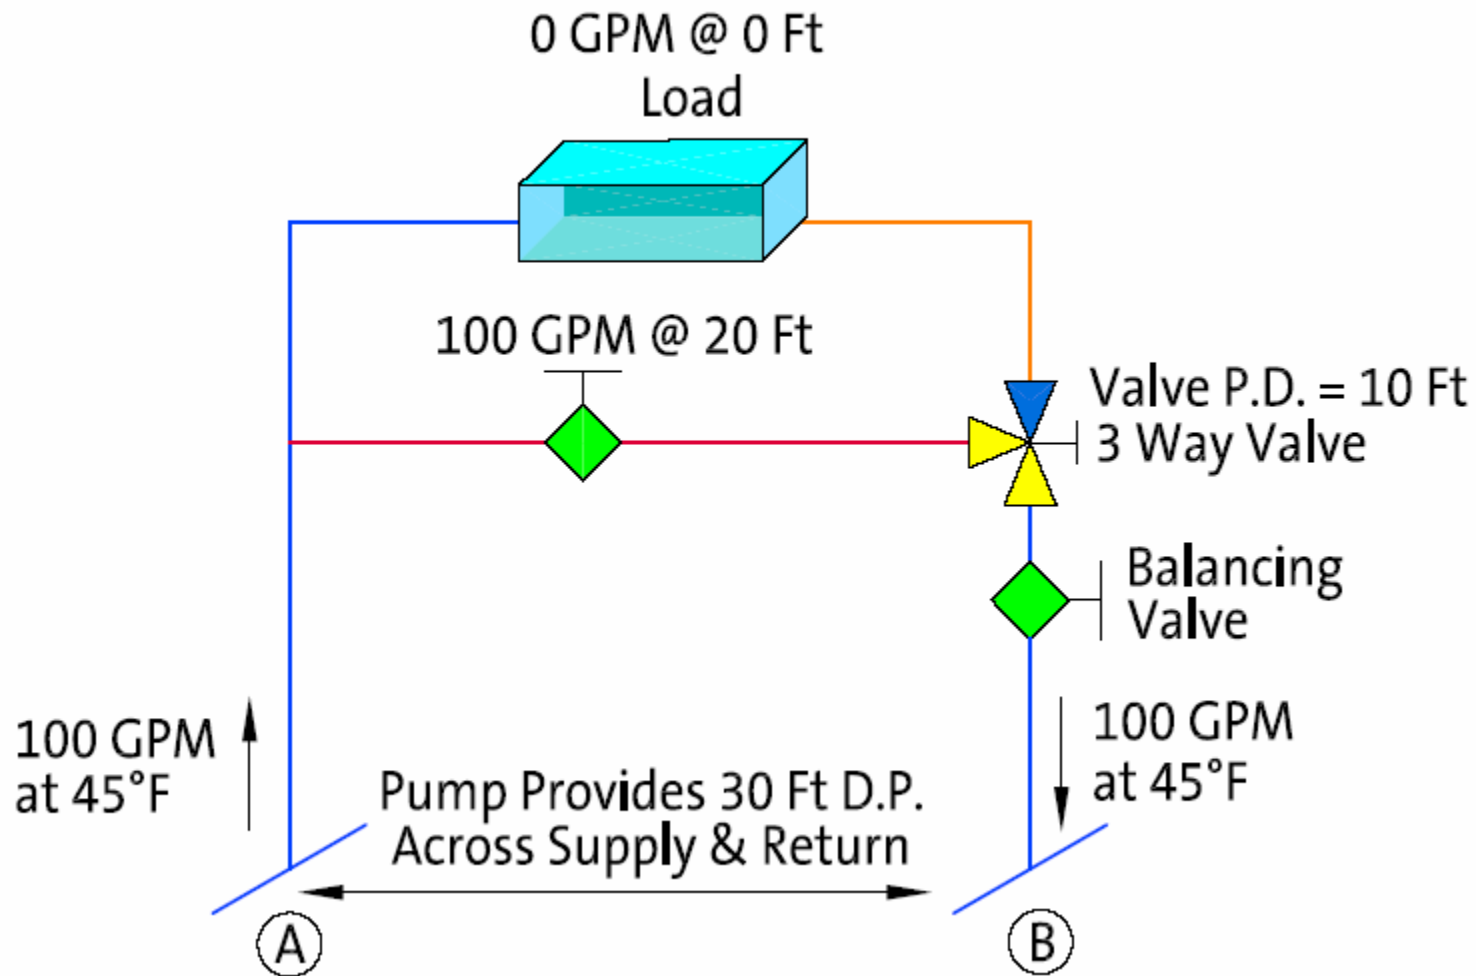 0 GPM @ 0 Ft
Load
100 GPM @ 20 Ft
Valve P.D. = 10 Ft
3 Way Valve
Balancing
Valve
100 GPM
at 45°F
Pump Provides 30 Ft D.P.
Across Supply & Return
100 GPM
at 45°F
A
B